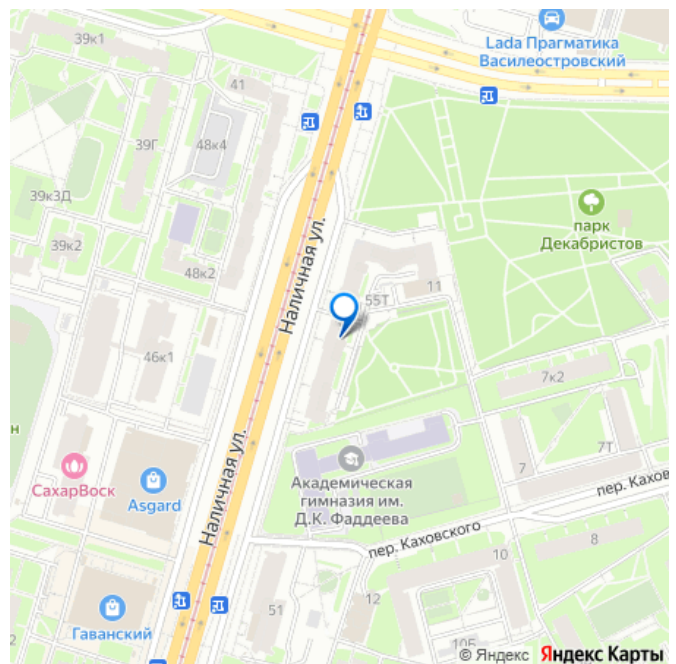 39к1
Lada Прагматика
Василеостровский
41
39Г
48к4
39к3Д
парк
Декабристов
39к2
48к2
Наличная ул.
11
55Т
46к1
7к2
н
7Т
СахарВоск
Asgard
Академическая
гимназия им.
Д.К. Фаддеева
7
пер. Каховс
Наличная ул.
пер. Каховского
8
10
12
51
Гаванский
10Б
© Яндекс Яндекс Карты